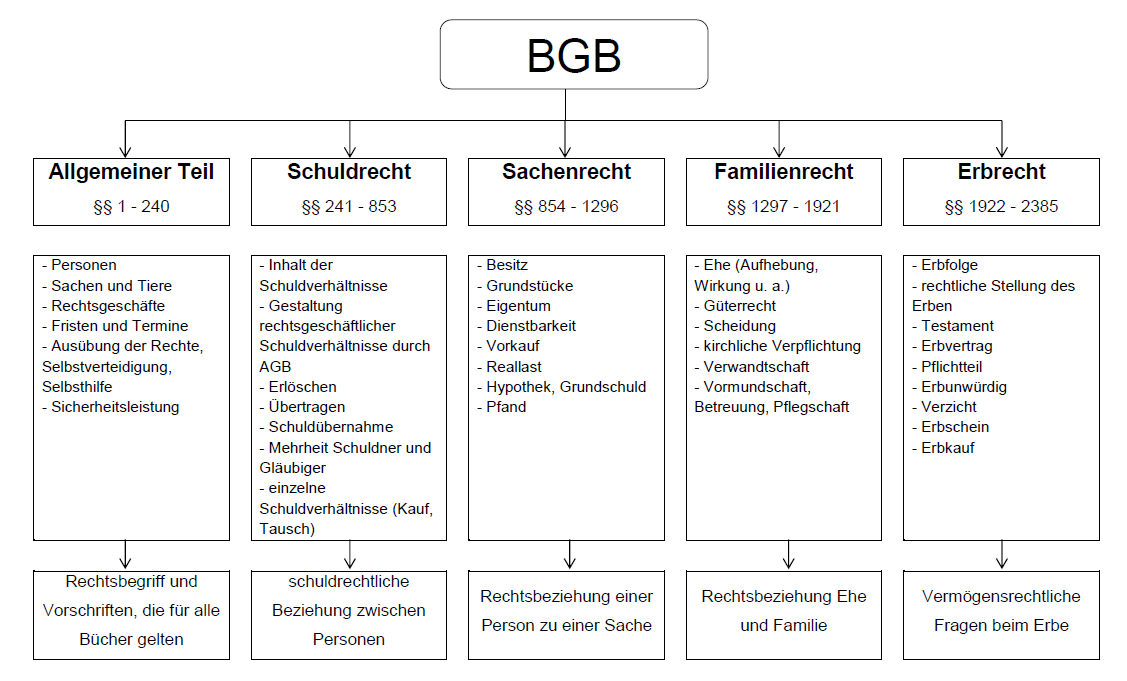 BGB
Allgemeiner Teil
§§ 1 - 240
Schuldrecht
§§ 241 - 853
Sachenrecht
§§ 854 - 1296
Familienrecht
§§ 1297 - 1921
Erbrecht
§§ 1922 - 2385
- Personen
- Sachen und Tiere
- Rechtsgeschäfte
- Fristen und Termine
- Ausübung der Rechte,
Selbstverteidigung,
Selbsthilfe
- Sicherheitsleistung
- Inhalt der
Schuldverhältnisse
- Gestaltung
rechtsgeschäftlicher
Schuldverhältnisse durch
AGB
- Erlöschen
- Übertragen
- Schuldübernahme
- Mehrheit Schuldner und
Gläubiger
- einzelne
Schuldverhältnisse (Kauf,
Tausch)
- Besitz
- Grundstücke
- Eigentum
- Dienstbarkeit
- Vorkauf
- Reallast
- Hypothek, Grundschuld
- Pfand
- Ehe (Aufhebung,
Wirkung u. a.)
- Güterrecht
- Scheidung
- kirchliche Verpflichtung
- Verwandtschaft
- Vormundschaft,
Betreuung, Pflegschaft
- Erbfolge
- rechtliche Stellung des
Erben
- Testament
- Erbvertrag
- Pflichtteil
- Erbunwürdig
- Verzicht
- Erbschein
- Erbkauf
Rechtsbegriff und
Vorschriften, die für alle
Bücher gelten
schuldrechtliche
Beziehung zwischen
Personen
Rechtsbeziehung einer
Person zu einer Sache
Rechtsbeziehung Ehe
und Familie
Vermögensrechtliche
Fragen beim Erbe